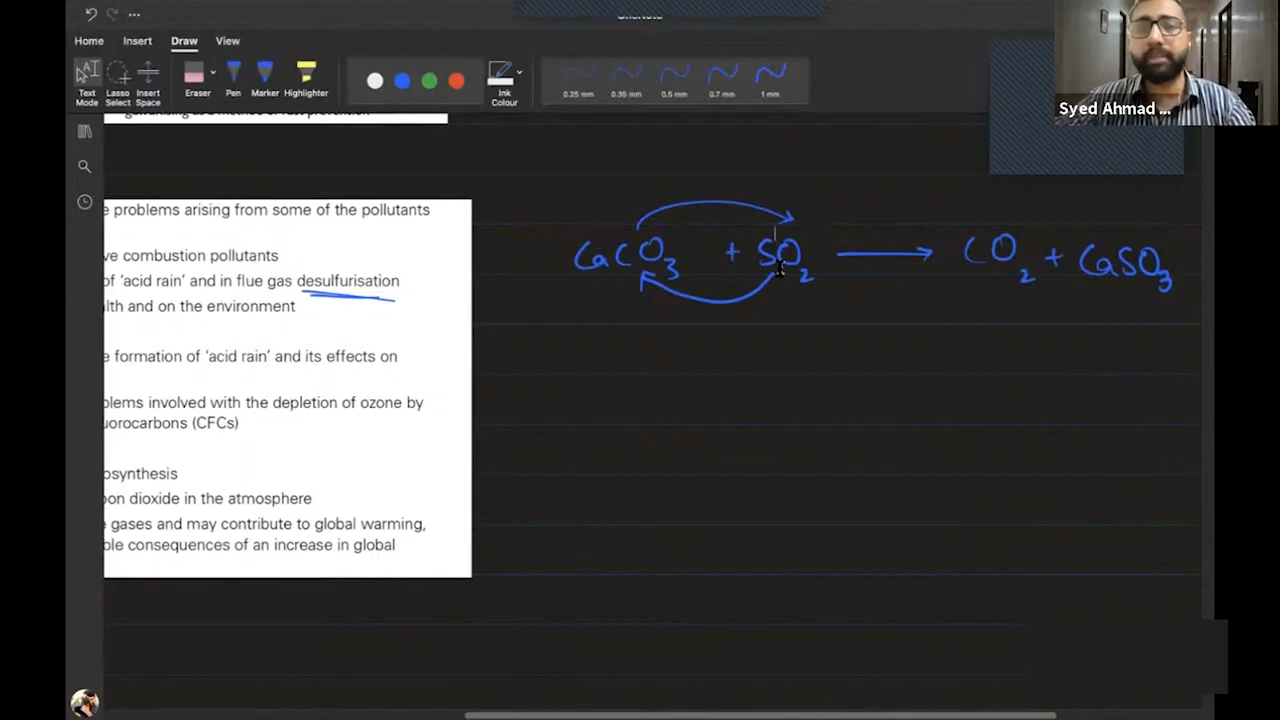 Home Insert Draw View
Text Mode
Lasso Select
Insert Space
Eraser
Pen
Marker
Highlighter
Ink Colour
0.25 mm 0.35 mm 0.5 mm 0.7 mm 1 mm
Syed Ahmad ...
e problems arising from some of the pollutants
ve combustion pollutants
of 'acid rain' and in flue gas desulfurisation
lth and on the environment
e formation of 'acid rain' and its effects on
blems involved with the depletion of ozone by
uorocarbons (CFCs)
osynthesis
bon dioxide in the atmosphere
e gases and may contribute to global warming,
ble consequences of an increase in global
CaCO3 + SO2 → CO2 + CaSO3